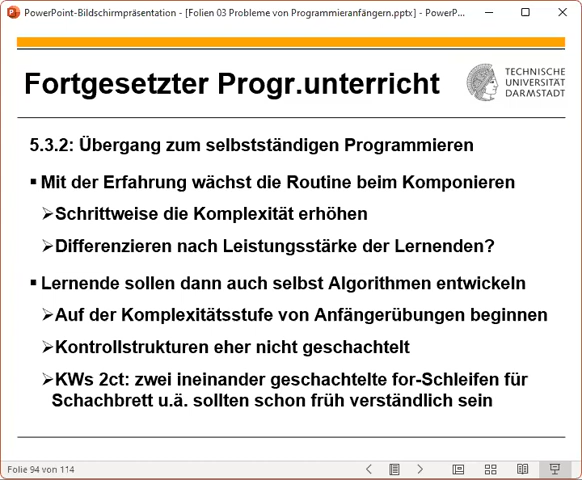 PowerPoint-Bildschirmpräsentation - [Folien 03 Probleme von Programmieranfängern.pptx] - PowerP...
Fortgesetzter Progr.unterricht
TECHNISCHE
UNIVERSITÄT
DARMSTADT
5.3.2: Übergang zum selbstständigen Programmieren
▪ Mit der Erfahrung wächst die Routine beim Komponieren
➢Schrittweise die Komplexität erhöhen
➢Differenzieren nach Leistungsstärke der Lernenden?
▪ Lernende sollen dann auch selbst Algorithmen entwickeln
➢Auf der Komplexitätsstufe von Anfängerübungen beginnen
➢Kontrollstrukturen eher nicht geschachtelt
➢KWs 2ct: zwei ineinander geschachtelte for-Schleifen für
Schachbrett u.ä. sollten schon früh verständlich sein
Folie 94 von 114